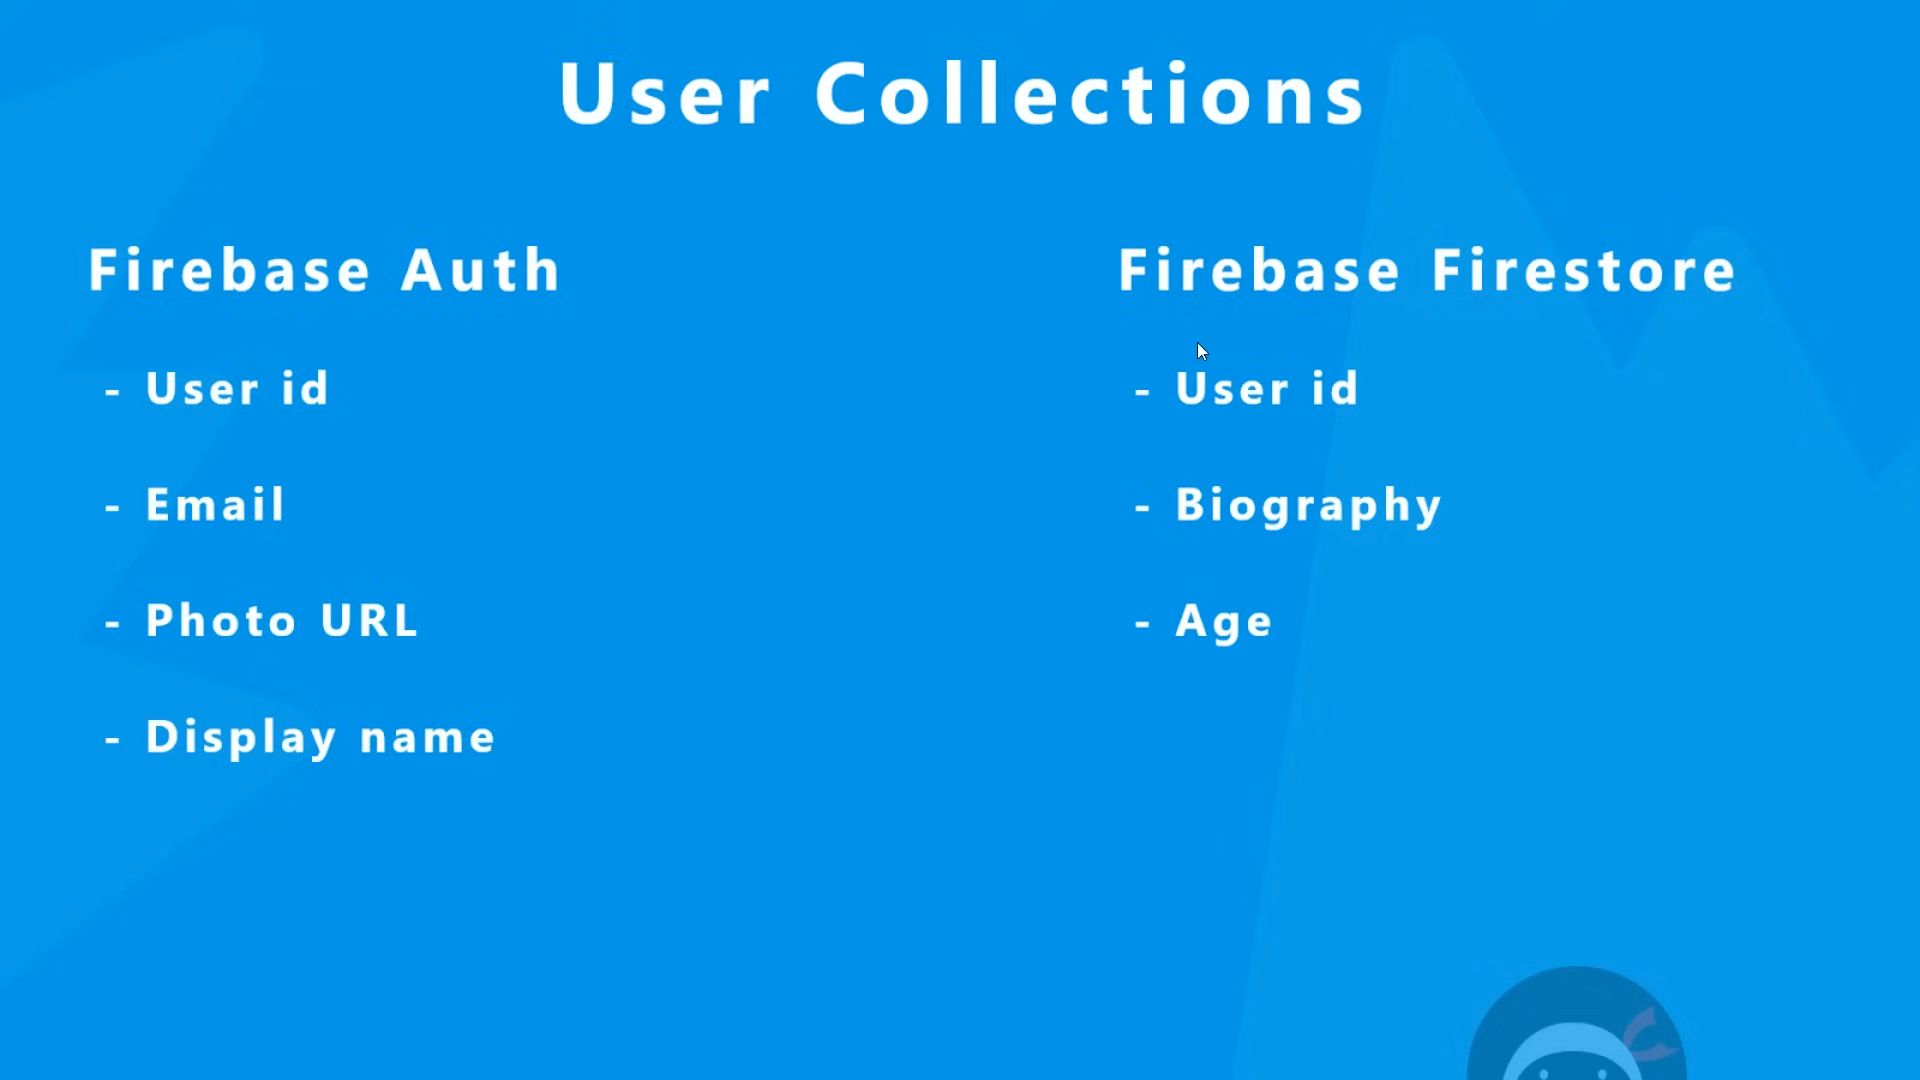 User Collections
Firebase Auth
- User id
- Email
- Photo URL
- Display name
Firebase Firestore
- User id
- Biography
- Age